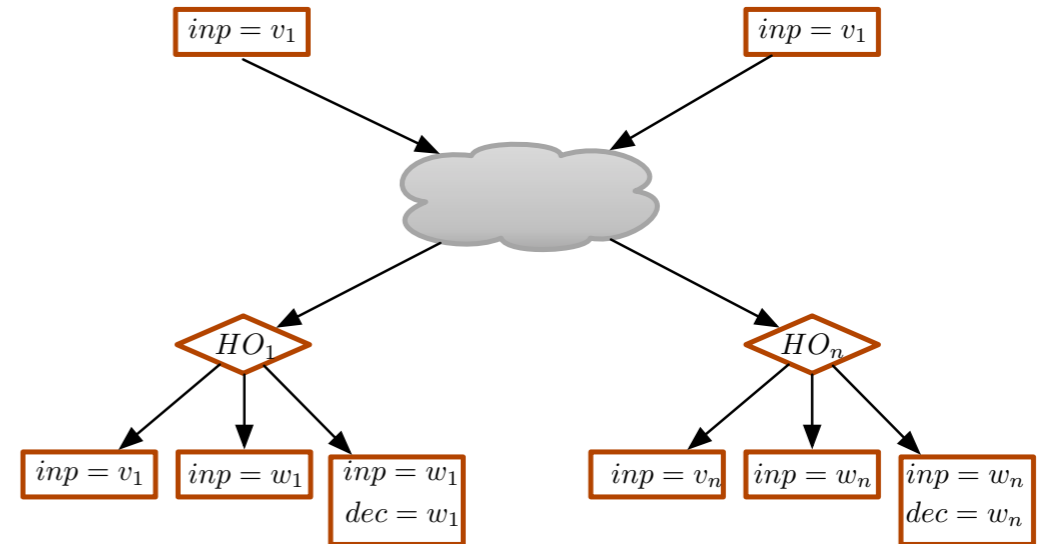 inp = v₁
inp = v₁
HO₁
HOₙ
inp = v₁
inp = w₁
inp = w₁
dec = w₁
inp = vₙ
inp = wₙ
inp = wₙ
dec = wₙ